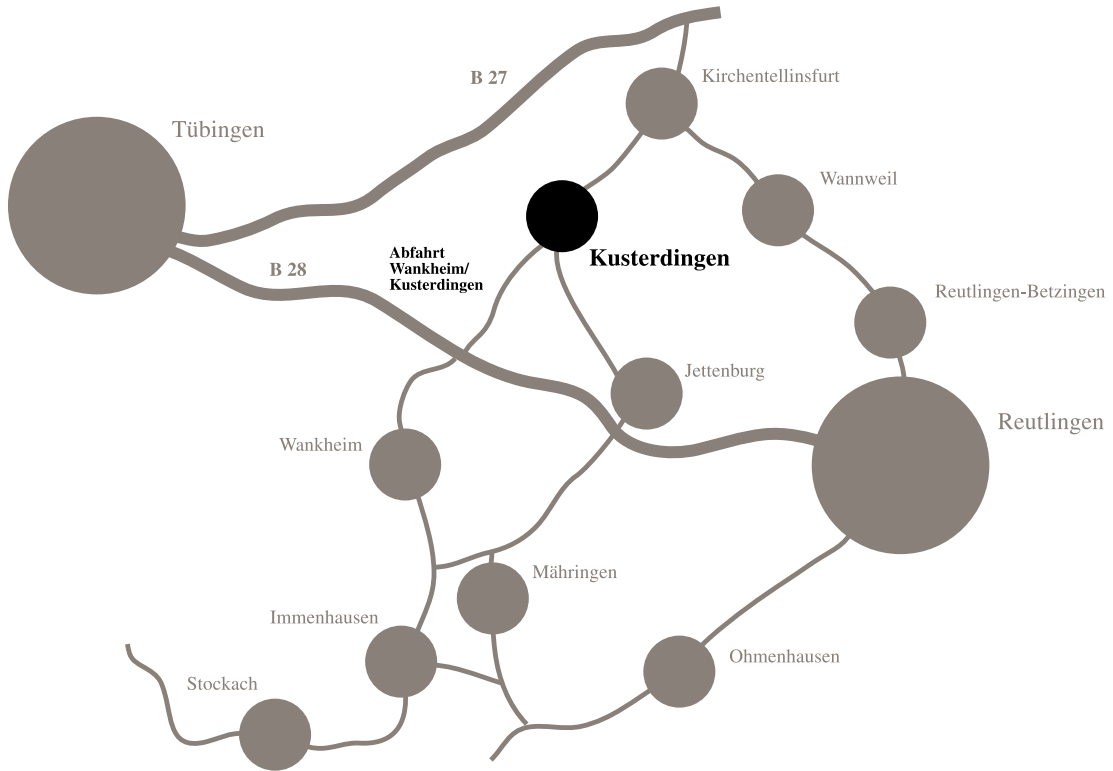 B 27
Kirchentellinsfurt
Tübingen
Wannweil
Abfahrt
Wankheim/
Kusterdingen
Kusterdingen
B 28
Reutlingen-Betzingen
Jettenburg
Reutlingen
Wankheim
Mähringen
Immenhausen
Ohmenhausen
Stockach